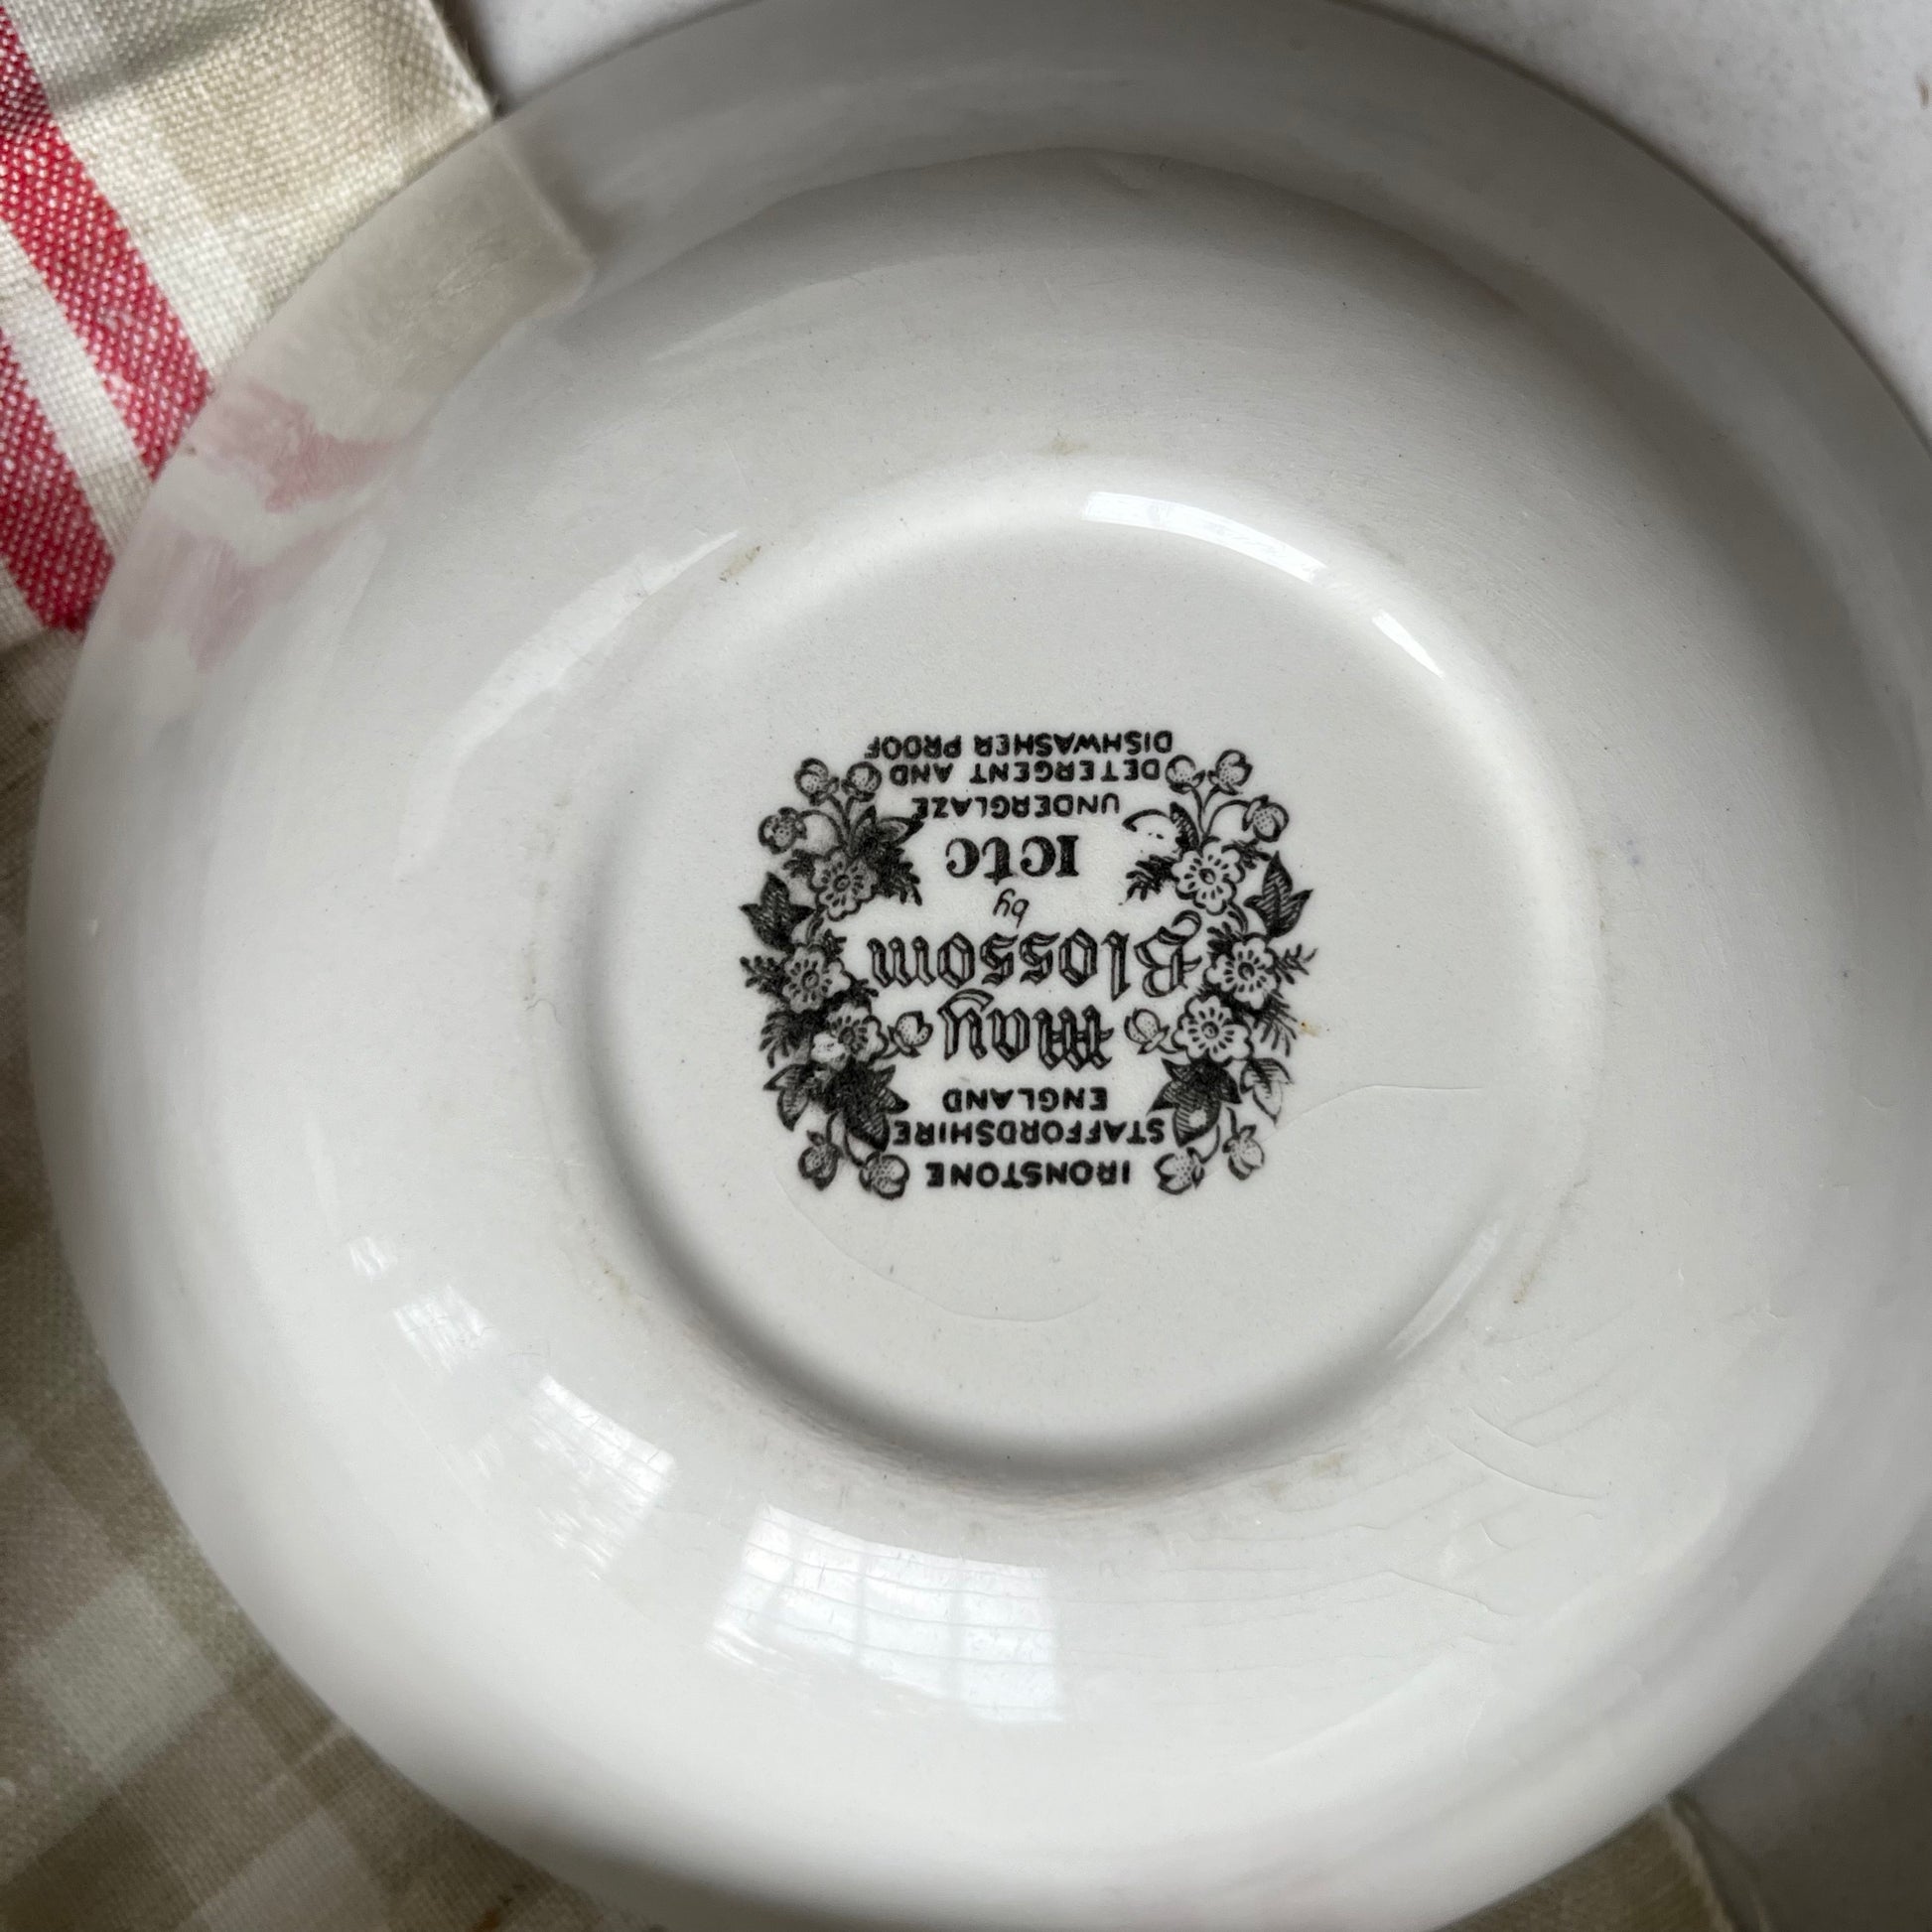 IRONSTONE
STAFFORDSHIRE
ENGLAND
May
Blossom
by
ICTC
UNDERGLAZE
DETERGENT AND
DISHWASHER PROOF